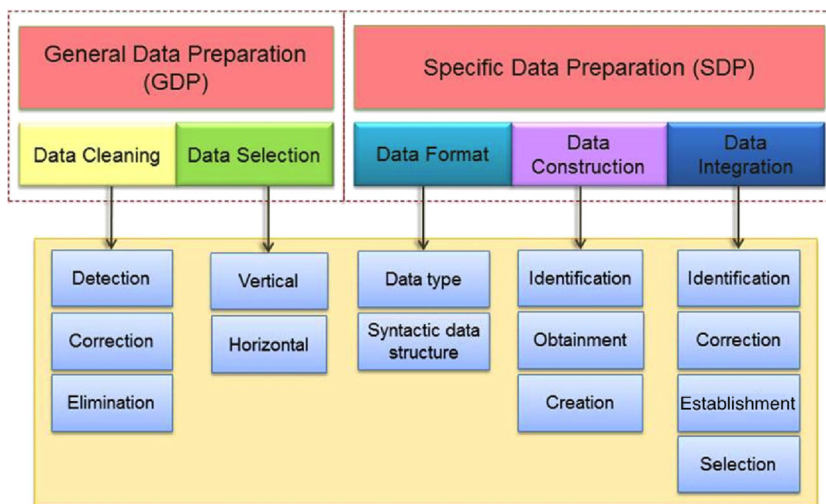 General Data Preparation
(GDP)
Specific Data Preparation (SDP)
Data Cleaning
Data Selection
Data Format
Data
Construction
Data
Integration
Detection
Correction
Elimination
Vertical
Horizontal
Data type
Syntactic data
structure
Identification
Obtainment
Creation
Identification
Correction
Establishment
Selection